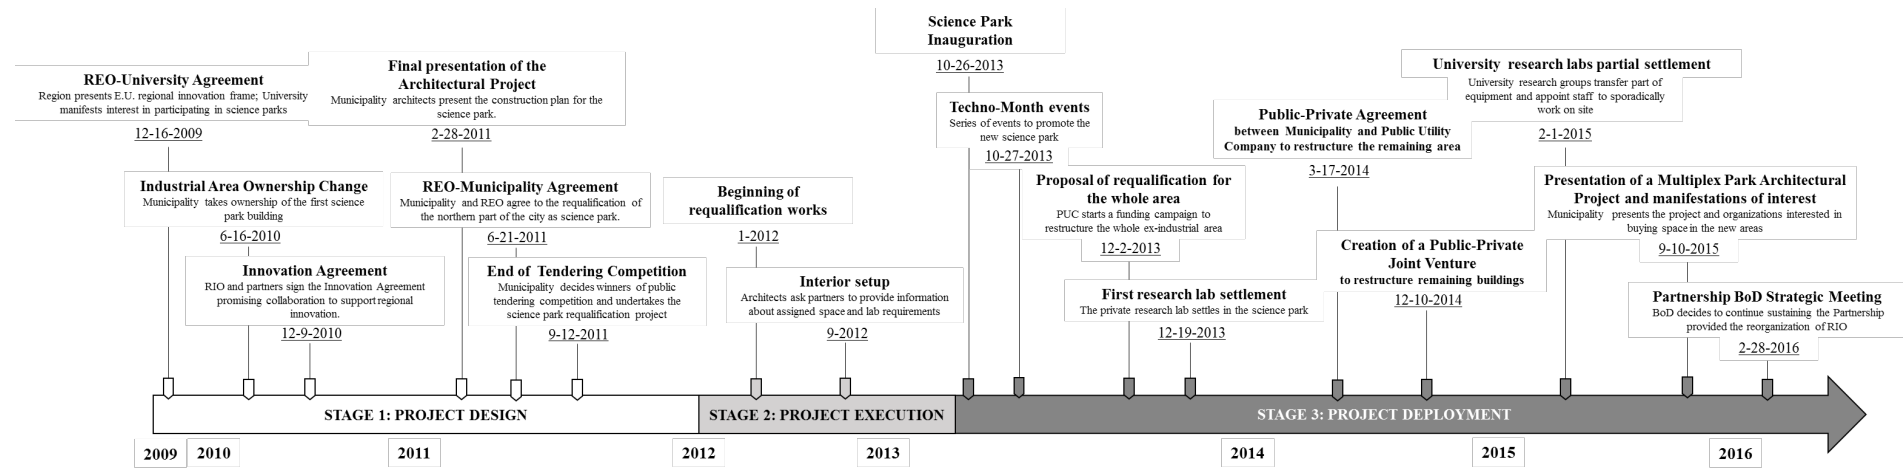 REO-University Agreement
Region presents E.U. regional innovation frame; University
manifests interest in participating in science parks
12-16-2009
Industrial Area Ownership Change
Municipality takes ownership of the first science
park building
6-16-2010
Innovation Agreement
RIO and partners sign the Innovation Agreement
promising collaboration to support regional
innovation.
12-9-2010
Final presentation of the
Architectural Project
Municipality architects present the construction plan for the
science park.
2-28-2011
REO-Municipality Agreement
Municipality and REO agree to the requalification of
the northern part of the city as science park.
6-21-2011
End of Tendering Competition
Municipality decides winners of public
tendering competition and undertakes the
science park requalification project
9-12-2011
Beginning of
requalification works
1-2012
Interior setup
Architects ask partners to provide information
about assigned space and lab requirements
9-2012
Science Park
Inauguration
10-26-2013
Techno-Month events
Series of events to promote the
new science park
10-27-2013
Proposal of requalification for
the whole area
PUC starts a funding campaign to
restructure the whole ex-industrial area
12-2-2013
First research lab settlement
The private research lab settles in the science park
12-19-2013
Public-Private Agreement
between Municipality and Public Utility
Company to restructure the remaining area
3-17-2014
Creation of a Public-Private
Joint Venture
to restructure remaining buildings
12-10-2014
University research labs partial settlement
University research groups transfer part of
equipment and appoint staff to sporadically
work on site
2-1-2015
Presentation of a Multiplex Park Architectural
Project and manifestations of interest
Municipality presents the project and organizations interested in
buying space in the new areas
9-10-2015
Partnership BoD Strategic Meeting
BoD decides to continue sustaining the Partnership
provided the reorganization of RIO
2-28-2016
STAGE 1: PROJECT DESIGN
STAGE 2: PROJECT EXECUTION
STAGE 3: PROJECT DEPLOYMENT
2009
2010
2011
2012
2013
2014
2015
2016